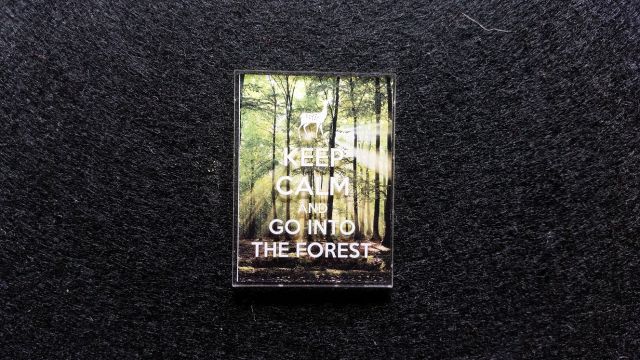 KEEP
CALM
AND
GO INTO
THE FOREST